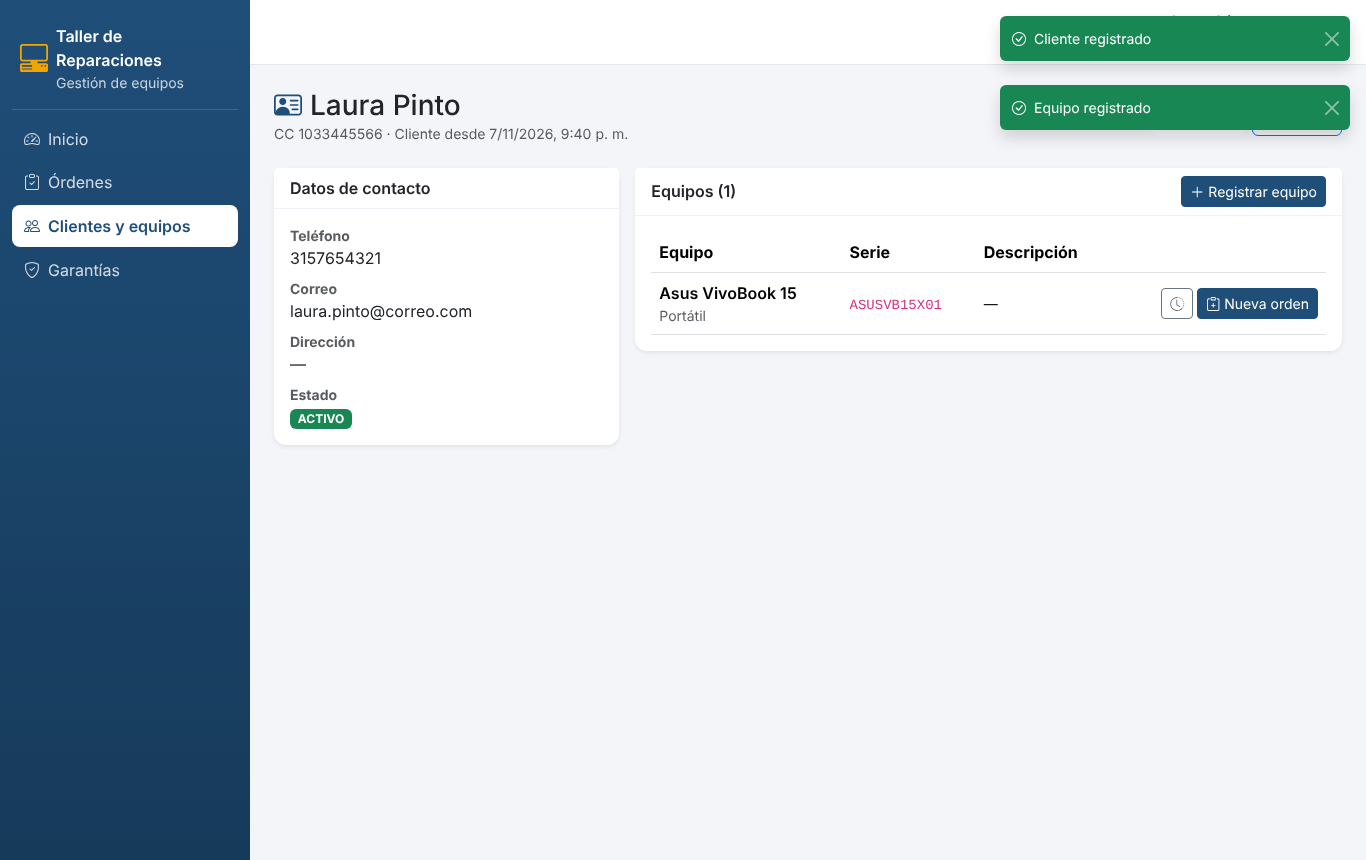 Taller de
Reparaciones
Gestión de equipos
Inicio
Órdenes
Clientes y equipos
Garantías
Cliente registrado
Equipo registrado
Laura Pinto
CC 1033445566 · Cliente desde 7/11/2026, 9:40 p. m.
Datos de contacto
Teléfono
3157654321
Correo
laura.pinto@correo.com
Dirección
—
Estado
ACTIVO
Equipos (1)
+ Registrar equipo
Equipo Serie Descripción
Asus VivoBook 15
Portátil
ASUSVB15X01
—
Nueva orden